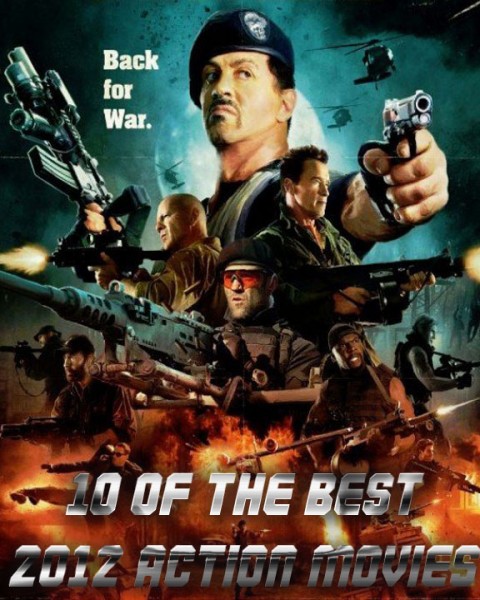 Back
for
War.
10 OF THE BEST
2012 ACTION MOVIES